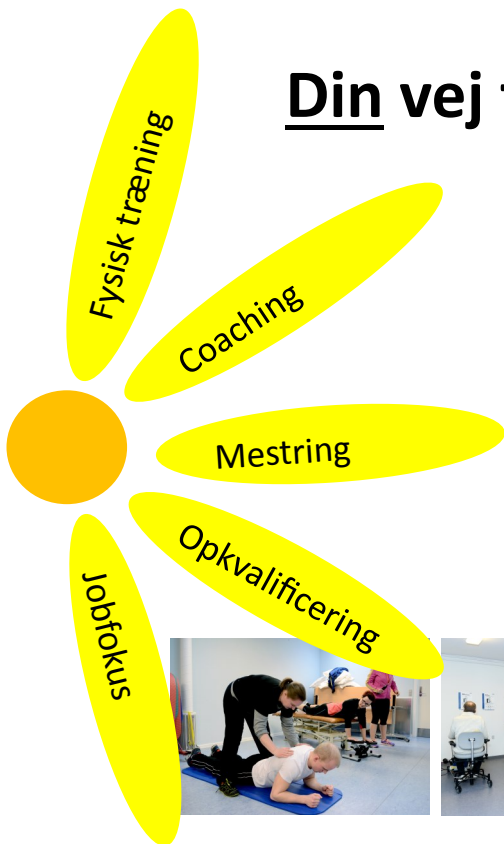 Din vej
Fysisk træning
Coaching
Mestring
Opkvalificering
Jobfokus